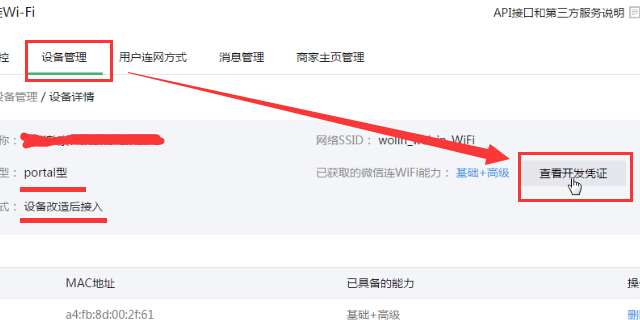 连Wi-Fi
API接口和第三方服务说明
控 设备管理 用户连网方式 消息管理 商家主页管理
设备管理 / 设备详情
称： 网络SSID： WiFi
型： portal型 已获取的微信连WiFi能力： 基础+高级 查看开发凭证
式： 设备改造后接入
MAC地址 已具备的能力 操
a4:fb:8d:00:2f:61 基础+高级 删